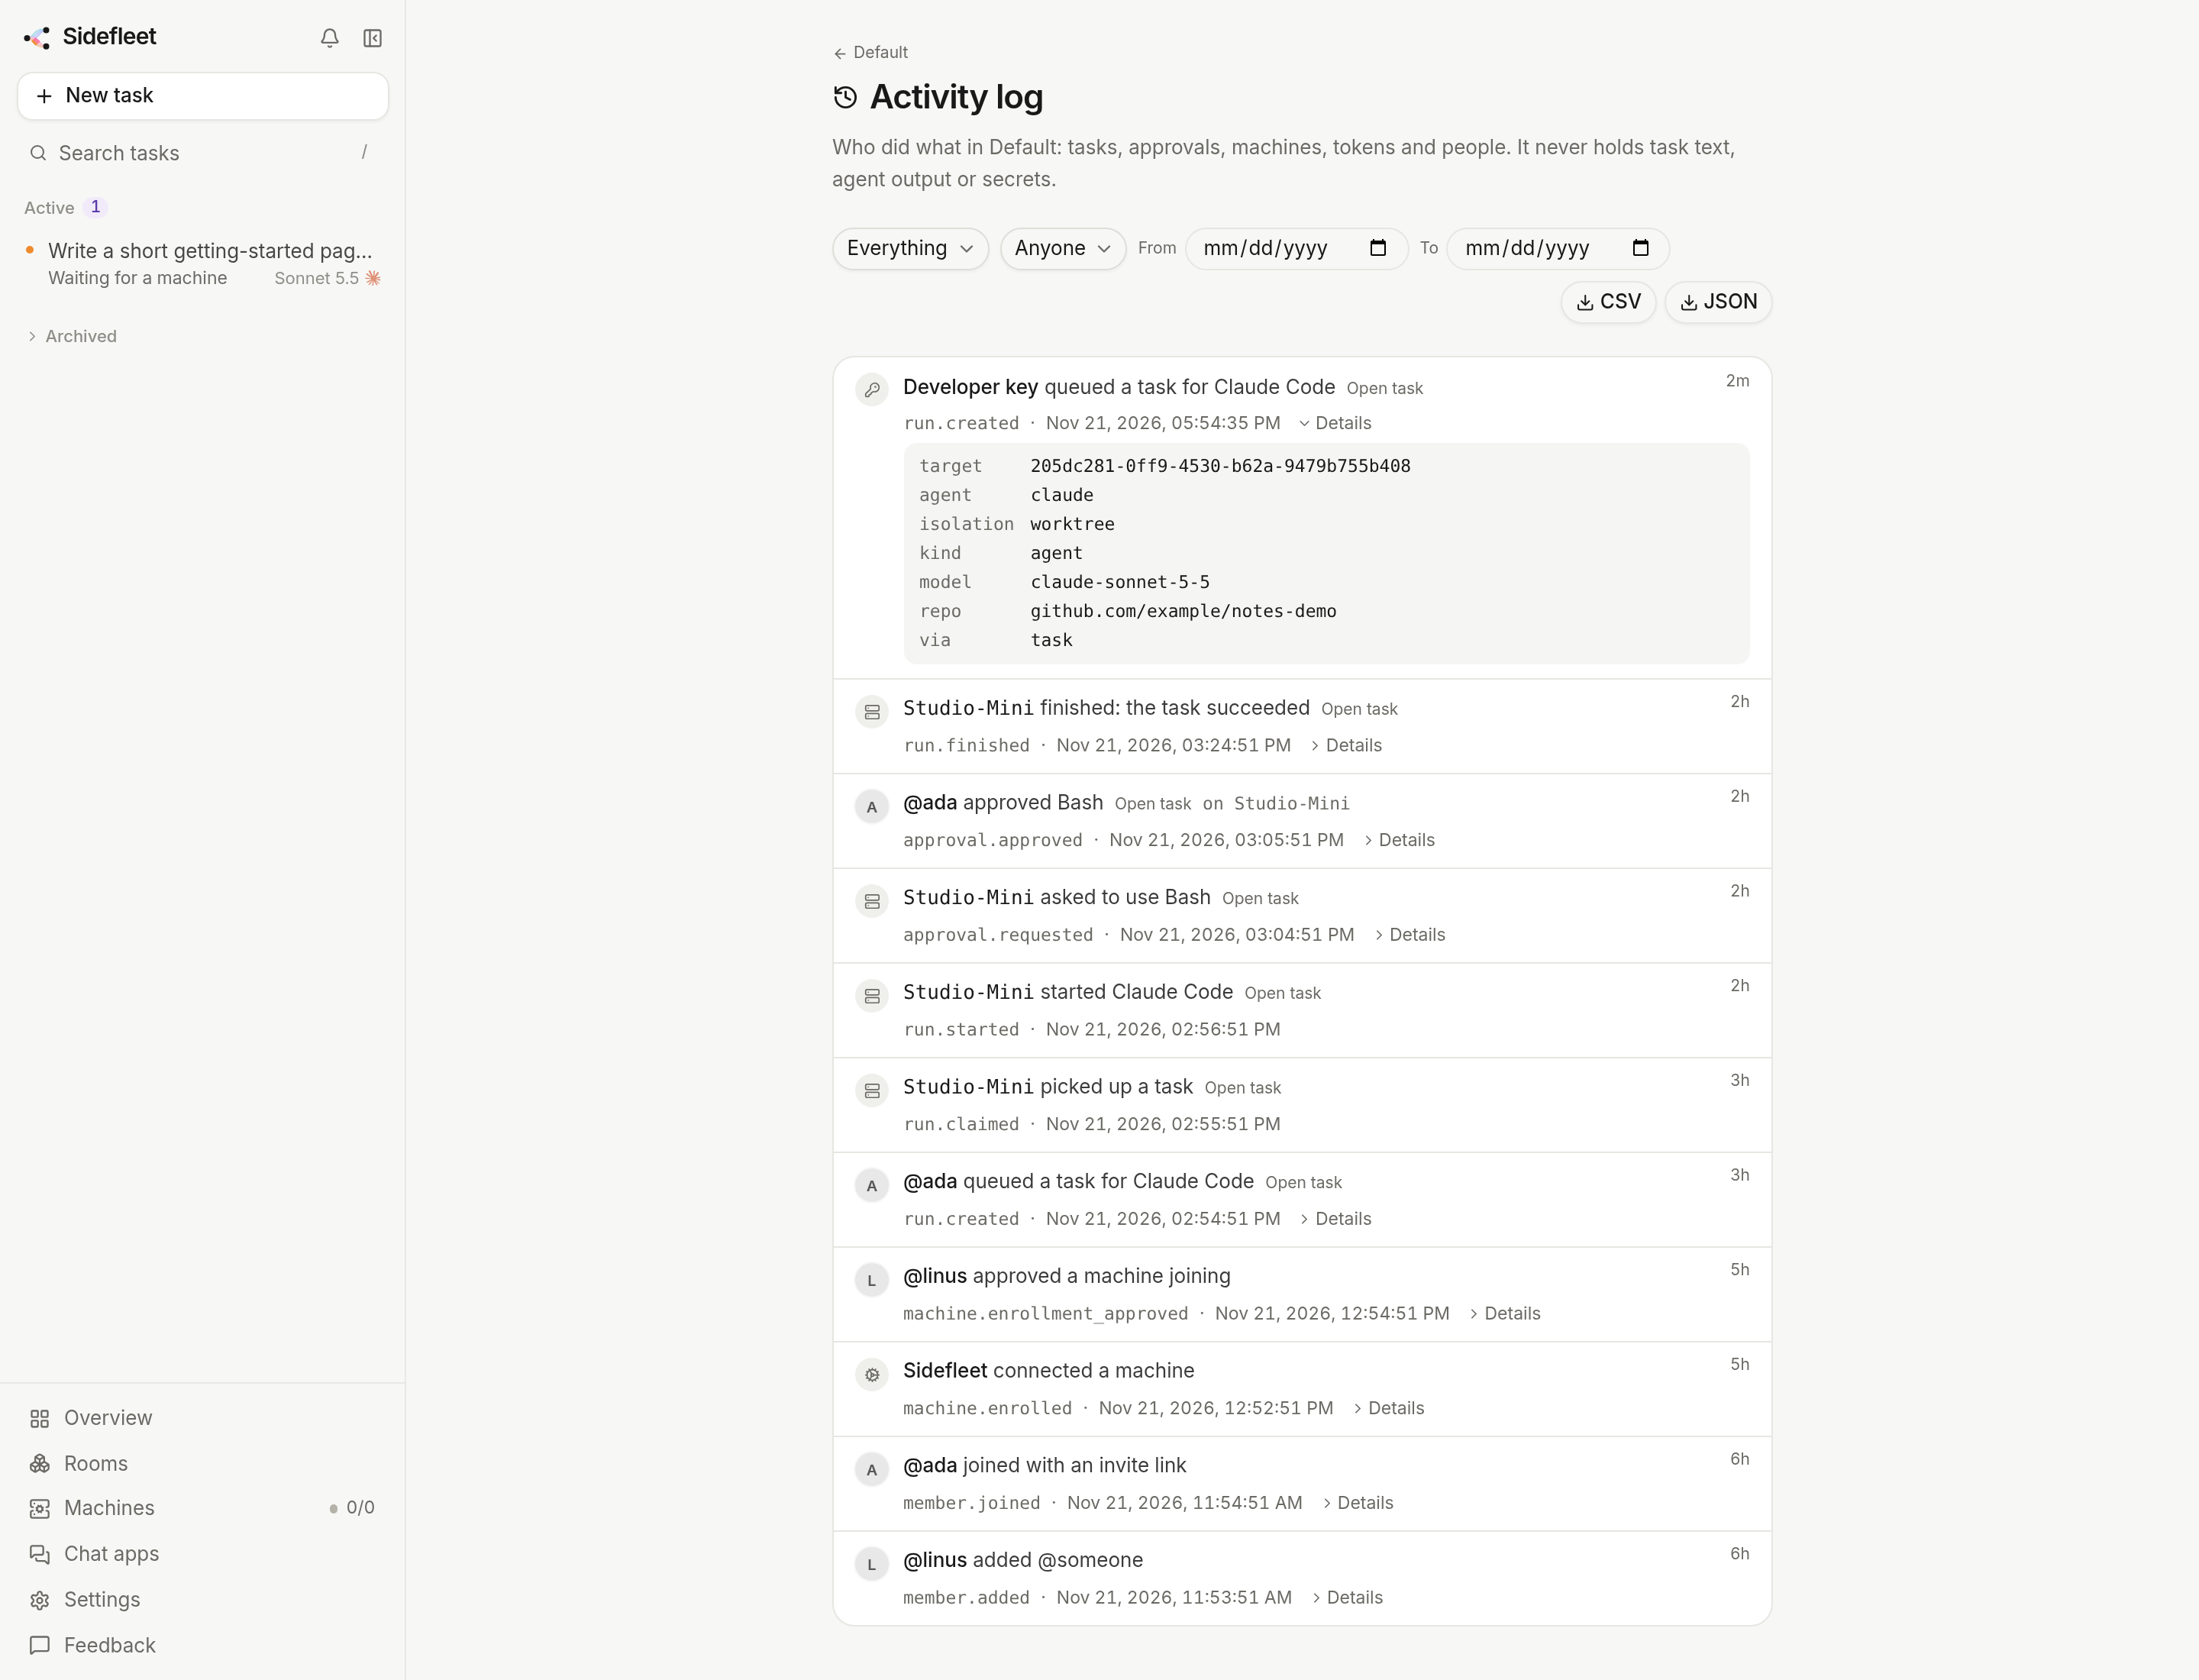 Sidefleet
New task
Search tasks /
Active 1
Write a short getting-started pag...
Waiting for a machine Sonnet 5.5
Archived
Overview
Rooms
Machines 0/0
Chat apps
Settings
Feedback
← Default
Activity log
Who did what in Default: tasks, approvals, machines, tokens and people. It never holds task text,
agent output or secrets.
Everything Anyone From mm/dd/yyyy To mm/dd/yyyy
CSV JSON
Developer key queued a task for Claude Code Open task 2m
run.created · Nov 21, 2026, 05:54:35 PM Details
target 205dc281-0ff9-4530-b62a-9479b755b408
agent claude
isolation worktree
kind agent
model claude-sonnet-5-5
repo github.com/example/notes-demo
via task
Studio-Mini finished: the task succeeded Open task 2h
run.finished · Nov 21, 2026, 03:24:51 PM Details
A @ada approved Bash Open task on Studio-Mini 2h
approval.approved · Nov 21, 2026, 03:05:51 PM Details
Studio-Mini asked to use Bash Open task 2h
approval.requested · Nov 21, 2026, 03:04:51 PM Details
Studio-Mini started Claude Code Open task 2h
run.started · Nov 21, 2026, 02:56:51 PM
Studio-Mini picked up a task Open task 3h
run.claimed · Nov 21, 2026, 02:55:51 PM
A @ada queued a task for Claude Code Open task 3h
run.created · Nov 21, 2026, 02:54:51 PM Details
L @linus approved a machine joining 5h
machine.enrollment_approved · Nov 21, 2026, 12:54:51 PM Details
Sidefleet connected a machine 5h
machine.enrolled · Nov 21, 2026, 12:52:51 PM Details
A @ada joined with an invite link 6h
member.joined · Nov 21, 2026, 11:54:51 AM Details
L @linus added @someone 6h
member.added · Nov 21, 2026, 11:53:51 AM Details